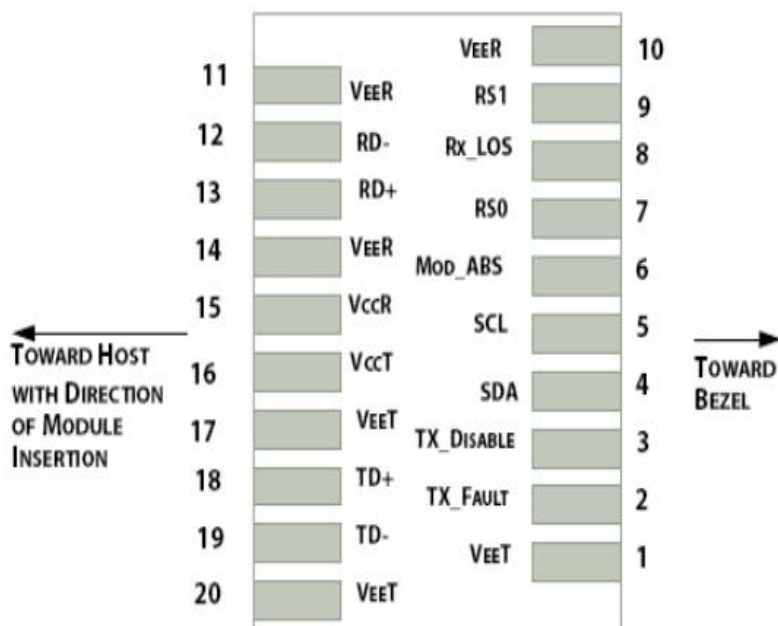 VEER 10
11 VEER
RS1 9
12 RD-
RX_LOS 8
13 RD+
RS0 7
14 VEER
MOD_ABS 6
15 VCCR
SCL 5
TOWARD HOST
WITH DIRECTION
OF MODULE
INSERTION
TOWARD
BEZEL
16 VCCT
SDA 4
17 VEET
TX_DISABLE 3
18 TD+
TX_FAULT 2
19 TD-
VEET 1
20 VEET